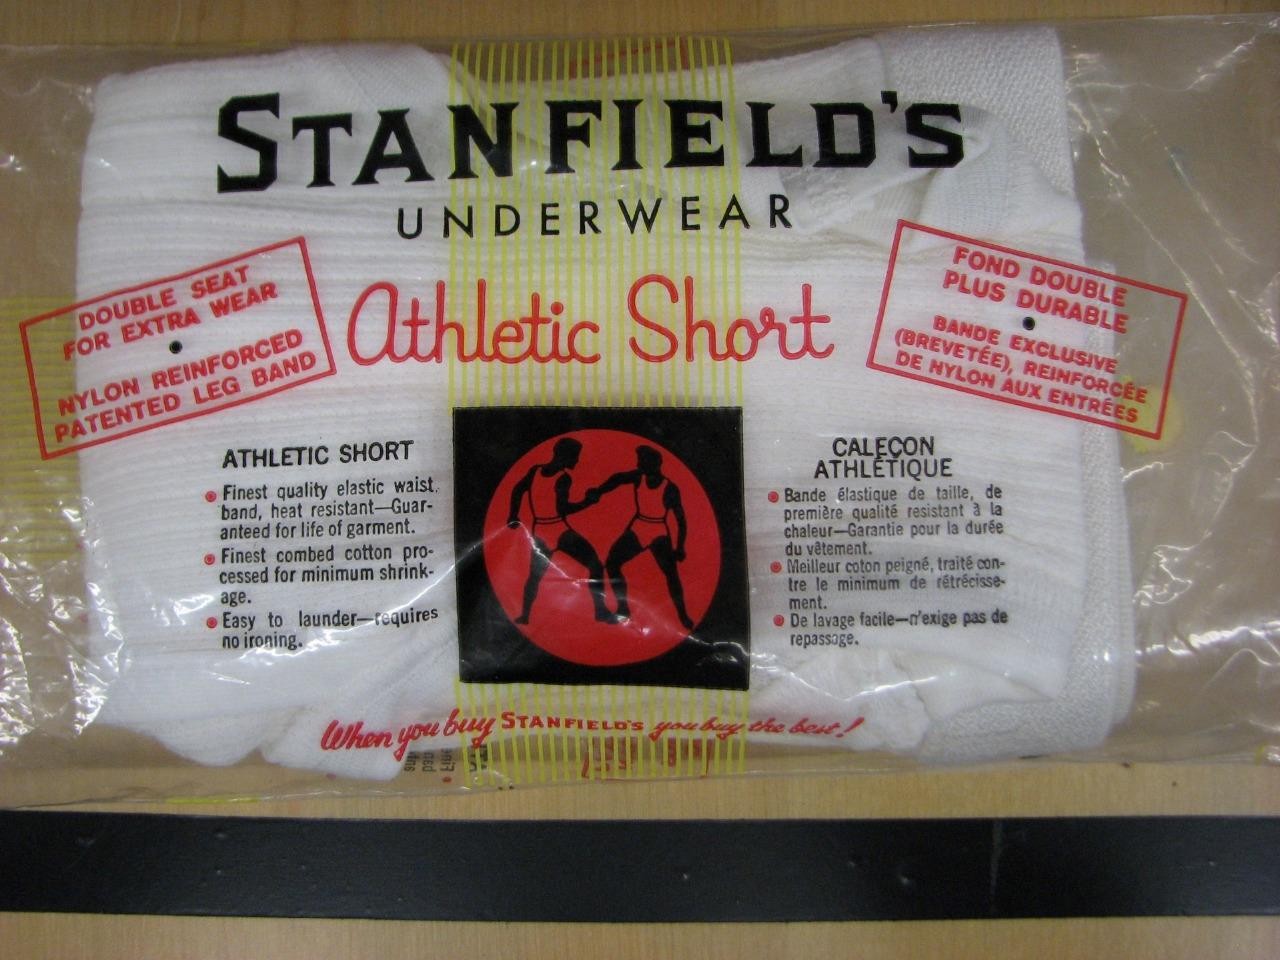 STANFIELD'S
UNDERWEAR
Athletic Short
DOUBLE SEAT
FOR EXTRA WEAR
•
NYLON REINFORCED
PATENTED LEG BAND
FOND DOUBLE
PLUS DURABLE
•
BANDE EXCLUSIVE
(BREVETÉE), REINFORCÉE
DE NYLON AUX ENTRÉES
ATHLETIC SHORT
• Finest quality elastic waist
band, heat resistant—Guar-
anteed for life of garment.
• Finest combed cotton pro-
cessed for minimum shrink-
age.
• Easy to launder—requires
no ironing.
CALEÇON
ATHLÉTIQUE
• Bande élastique de taille, de
première qualité resistant à la
chaleur—Garantie pour la durée
du vêtement.
• Meilleur coton peigné, traité con-
tre le minimum de rétrécisse-
ment.
• De lavage facile—n'exige pas de
repassage.
When you buy STANFIELD'S you buy the best!